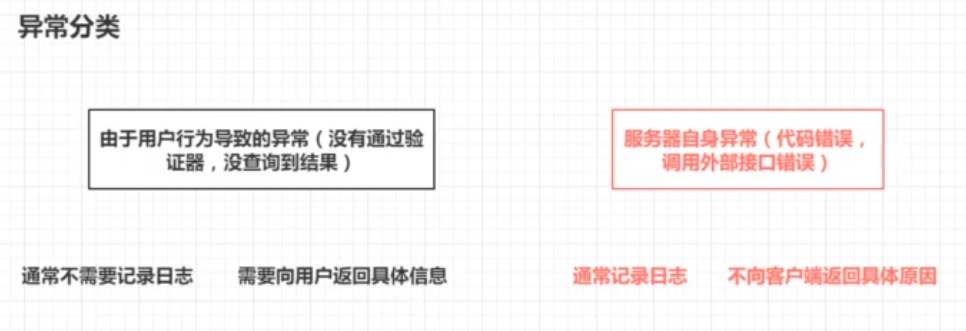 异常分类
由于用户行为导致的异常（没有通过验
证器，没查询到结果）
服务器自身异常（代码错误，
调用外部接口错误）
通常不需要记录日志
需要向用户返回具体信息
通常记录日志
不向客户端返回具体原因